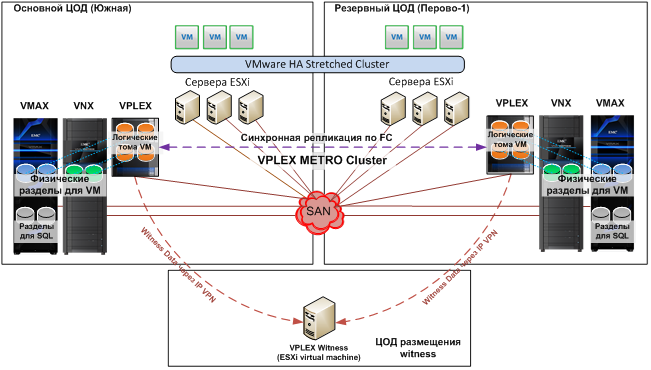 Основной ЦОД (Южная)
Резервный ЦОД (Перово-1)
VM VM VM
VM VM VM
VMware HA Stretched Cluster
Сервера ESXi
Сервера ESXi
VMAX VNX VPLEX
VPLEX VNX VMAX
EMC
EMC
Логические
тома VM
Синхронная репликация по FC
Логические
тома VM
VPLEX METRO Cluster
Физические
разделы для VM
Физические
разделы для VM
SAN
Разделы
для SQL
Разделы
для SQL
Witness Data через IP VPN
Witness Data через IP VPN
VPLEX Witness
(ESXi virtual machine)
ЦОД размещения
witness